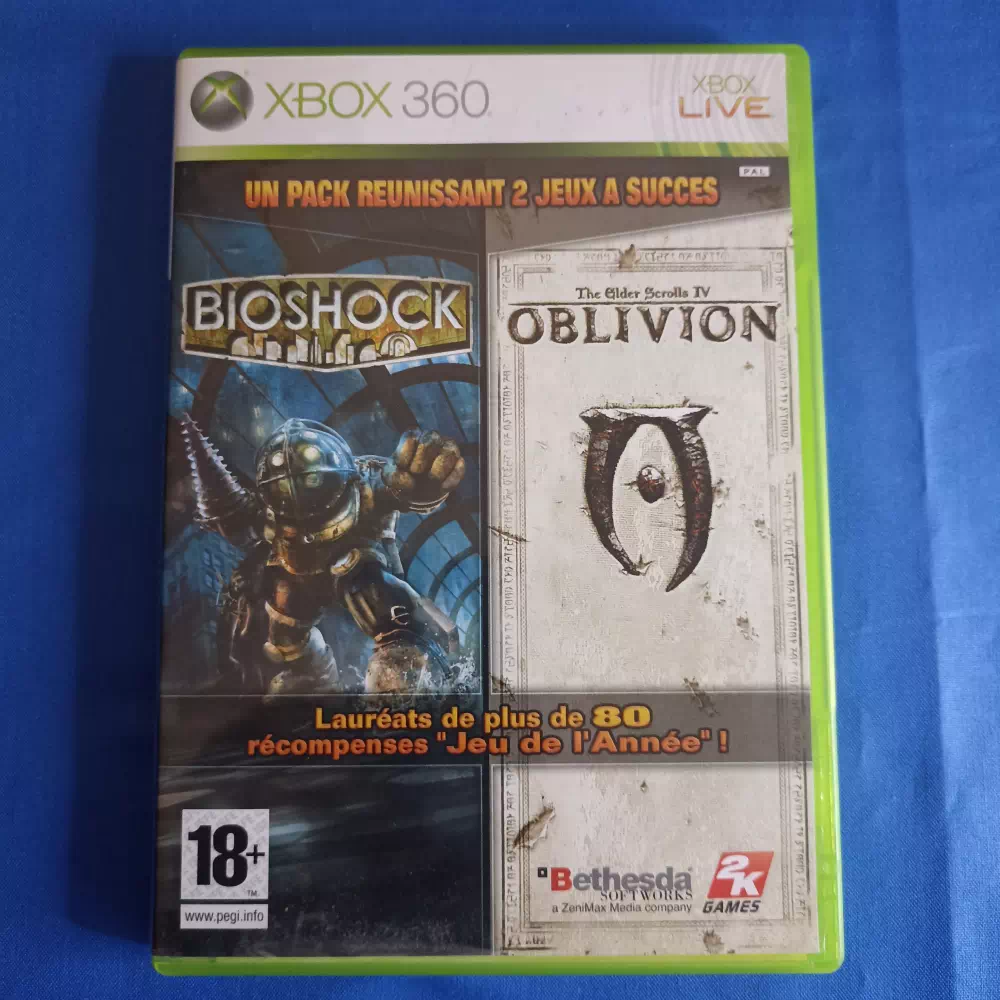 XBOX 360
XBOX
LIVE
PAL
UN PACK REUNISSANT 2 JEUX A SUCCES
BIOSHOCK
The Elder Scrolls IV
OBLIVION
Lauréats de plus de 80
récompenses "Jeu de l'Année" !
18+
TM
www.pegi.info
Bethesda
SOFTWORKS
a ZeniMax Media company
2K
GAMES